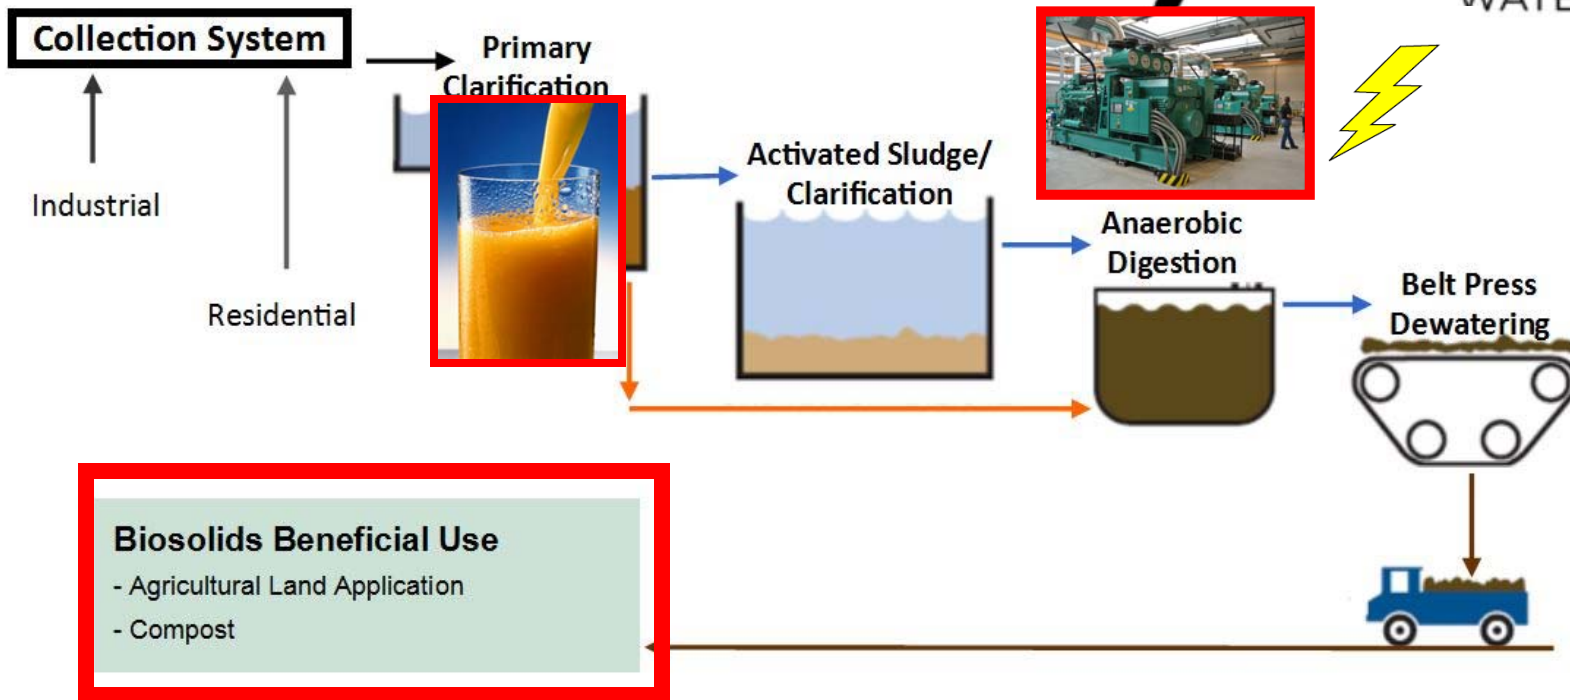 Collection System
Primary
Clarification
Industrial
Residential
Activated Sludge/
Clarification
Anaerobic
Digestion
Belt Press
Dewatering
Biosolids Beneficial Use
- Agricultural Land Application
- Compost